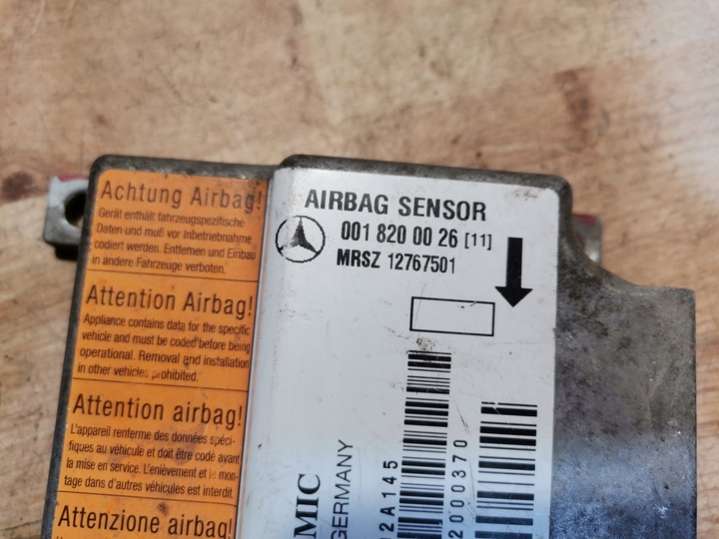 Achtung Airbag!
Gerät enthält fahrzeugspezifische
Daten und muß vor Inbetriebnahme
codiert werden. Entfernen und Einbau
in andere Fahrzeuge verboten.
Attention Airbag!
Appliance contains data for the specific
vehicle and must be coded before being
operational. Removal and installation
in other vehicles prohibited.
Attention airbag!
L'appareil renferme des données spéci-
fiques au véhicule et doit être codé avant
la mise en service. L'enlèvement et le mon-
tage dans d'autres véhicules est interdit.
Attenzione airbag!
AIRBAG SENSOR
001 820 00 26 [11]
MRSZ 12767501
MIC
GERMANY
2A145
20000370